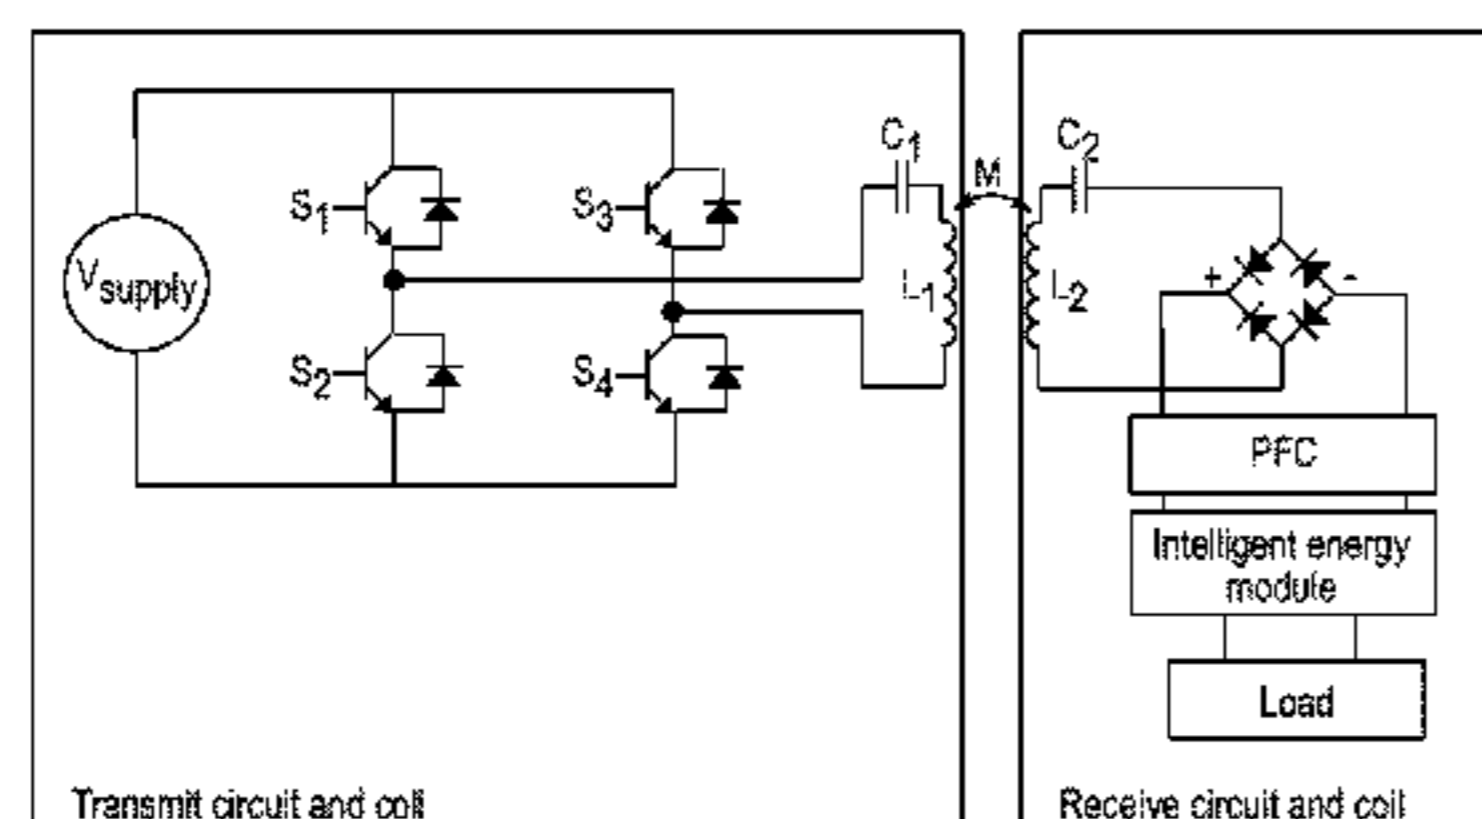 C1
C2
M
S1
S3
Vsupply
L1
L2
+
-
S2
S4
PFC
Intelligent energy
module
Load
Transmit circuit and coil
Receive circuit and coil